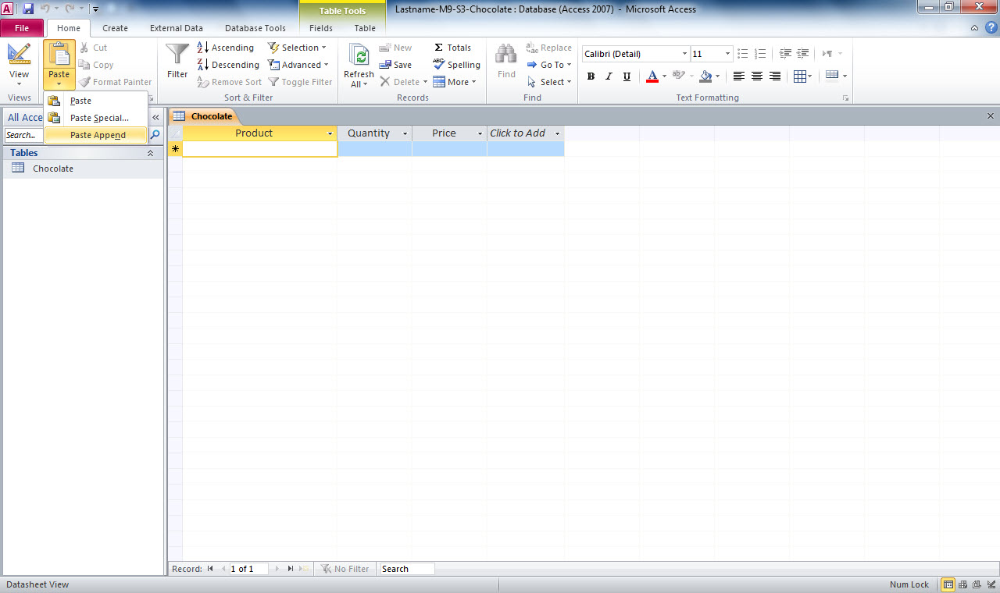 Table Tools
Lastname-M9-S3-Chocolate : Database (Access 2007) - Microsoft Access
File Home Create External Data Database Tools Fields Table
View
Views
Paste
Cut
Copy
Format Painter
Paste
Paste Special...
Paste Append
Filter
Ascending
Descending
Remove Sort
Selection
Advanced
Toggle Filter
Sort & Filter
Refresh
All
New
Save
Delete
Totals
Spelling
More
Records
Find
Replace
Go To
Select
Find
Calibri (Detail) 11
B I U A ab
Text Formatting
All Acce
Search...
Tables
Chocolate
Chocolate
Product Quantity Price Click to Add
Record: 1 of 1 No Filter Search
Datasheet View Num Lock